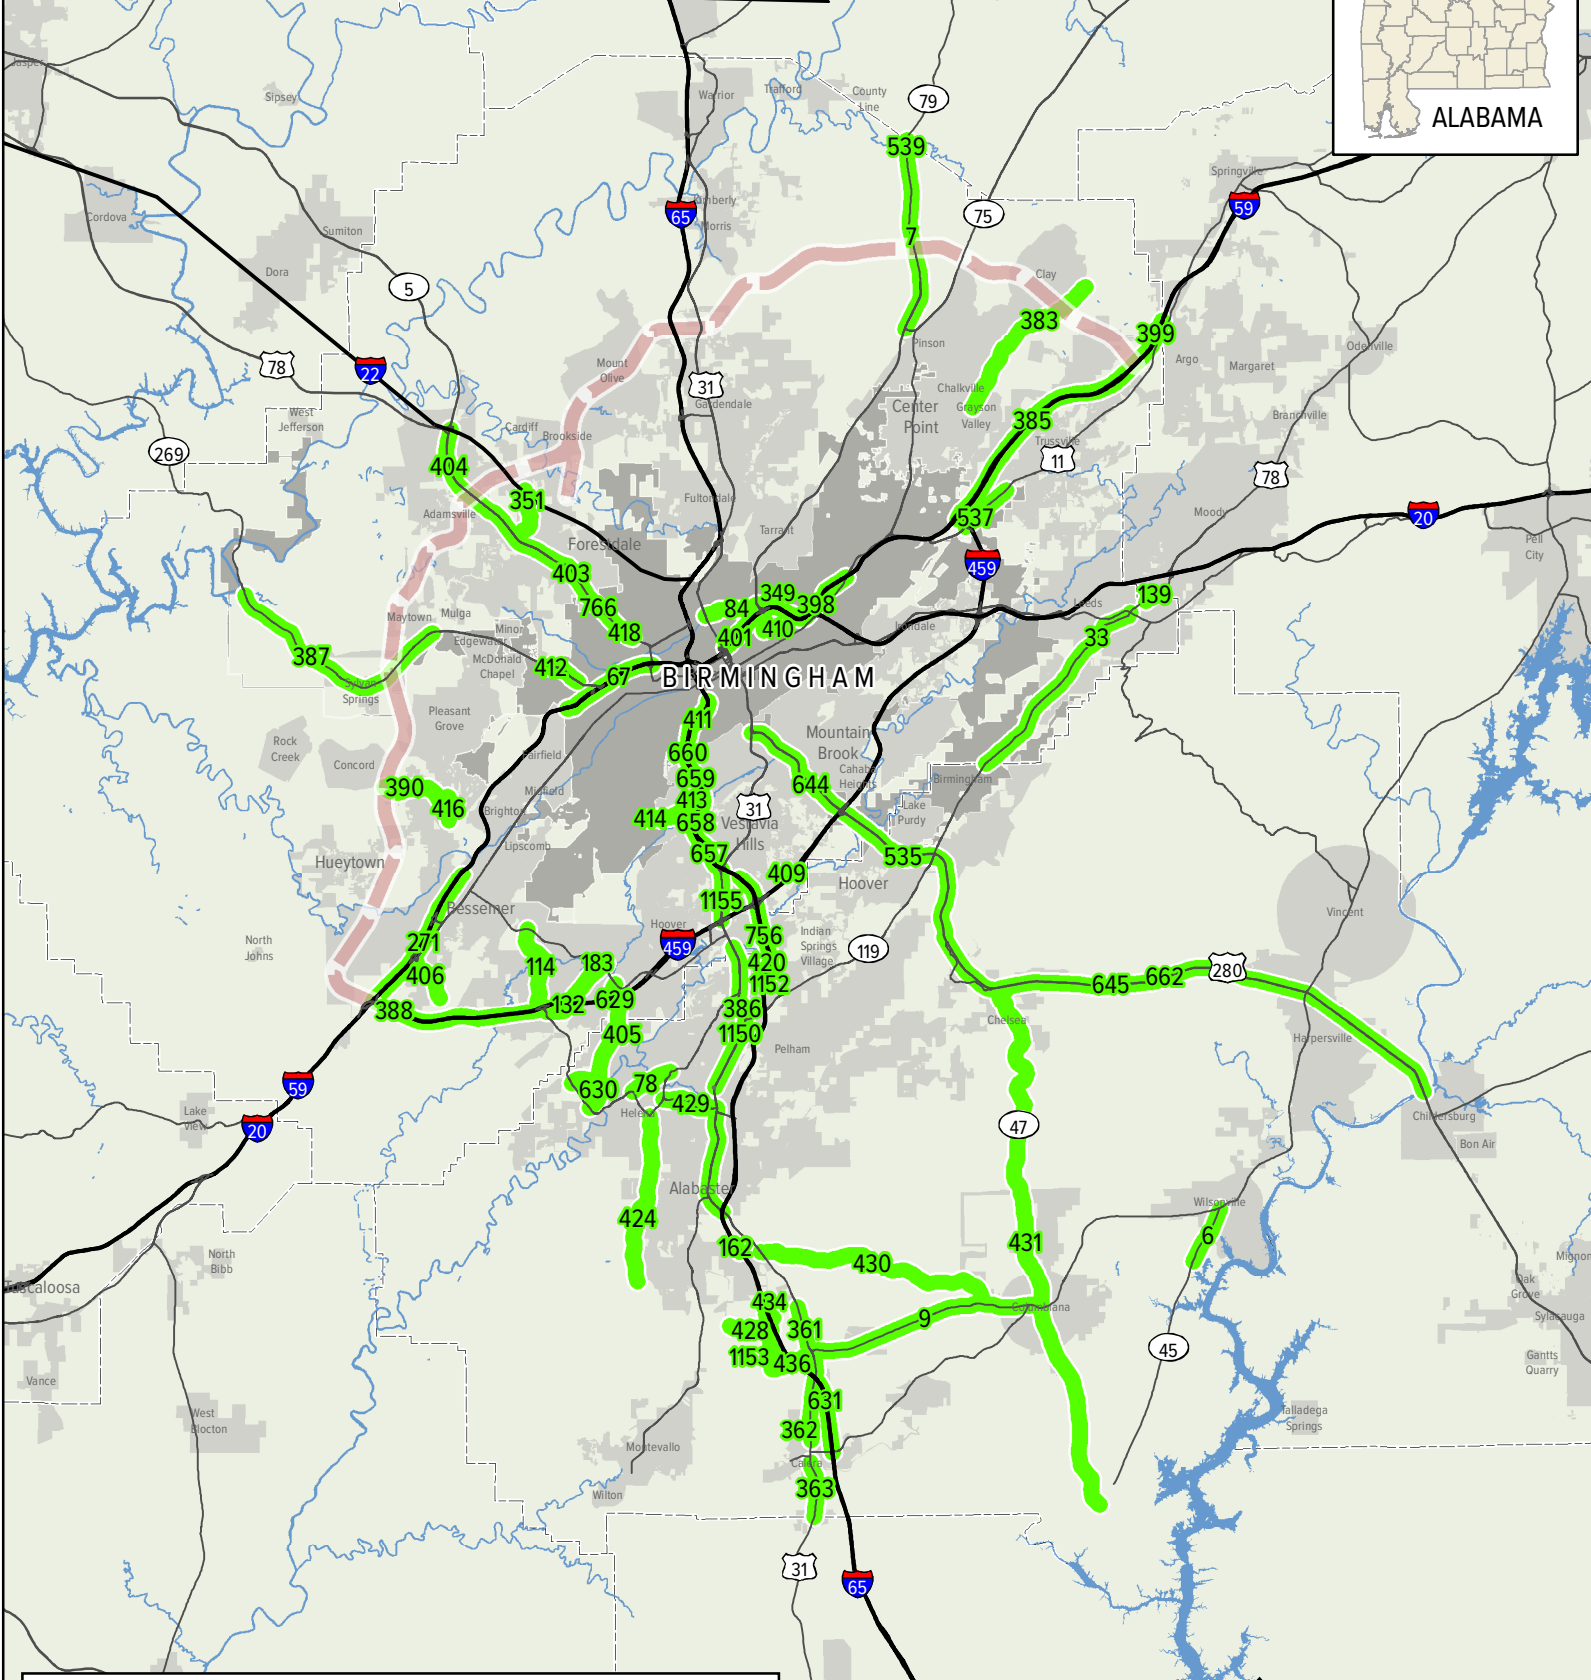 ALABAMA
Jasper
Sipsey
Warrior
Trafford
County
Line
79
539
Springville
59
75
65
Kimberly
Morris
Cordova
Sumiton
7
Dora
5
Clay
383
399
78
22
Mount
Olive
31
Gardendale
Pinson
Argo
Margaret
Odenville
Chalkville
Center
Point
Grayson
Valley
385
Branchville
West
Jefferson
Cardiff
Brookside
Trussville
11
269
404
78
351
Fultondale
Adamsville
537
Moody
20
Tarrant
Forestdale
Pell
City
459
403
349
139
766
84
398
Leeds
418
401
410
Irondale
33
Maytown
Mulga
Minor
Edgewater
McDonald
Chapel
387
412
67
BIRMINGHAM
Sylvan
Springs
Pleasant
Grove
411
Rock
Creek
Concord
Fairfield
660
Mountain
Brook
Cahaba
Heights
Birmingham
659
644
390
416
Midfield
Brighton
413
414
658
31
Vestavia
Hills
Lake
Purdy
Lipscomb
657
535
Hueytown
409
Hoover
1155
Bessemer
Vincent
Hoover
459
North
Johns
271
756
Indian
Springs
Village
119
406
114
183
420
1152
645
662
280
388
132
629
386
405
1150
Chelsea
Pelham
Harpersville
59
630
78
429
Helena
Lake
View
20
47
Childersburg
Bon Air
Alabaster
Wilsonville
424
6
162
430
431
North
Bibb
Tuscaloosa
Oak
Grove
Sylacauga
434
428
361
9
Columbiana
1153
436
45
Gantts
Quarry
Vance
631
West
Blocton
362
Talladega
Springs
Montevallo
Calera
363
Wilton
31
65